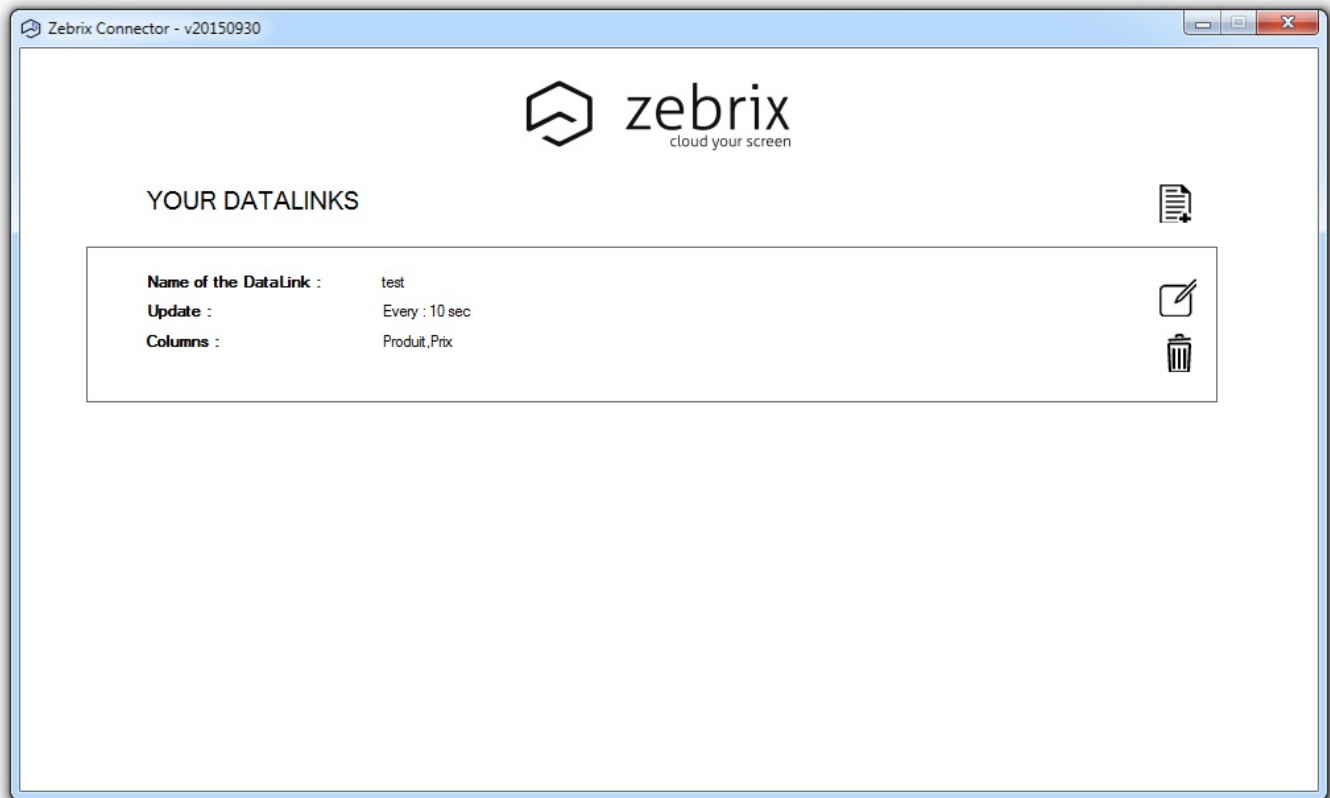 Zebrix Connector - v20150930
zebrix
cloud your screen
YOUR DATALINKS
Name of the DataLink : test
Update : Every : 10 sec
Columns : Produit,Prix